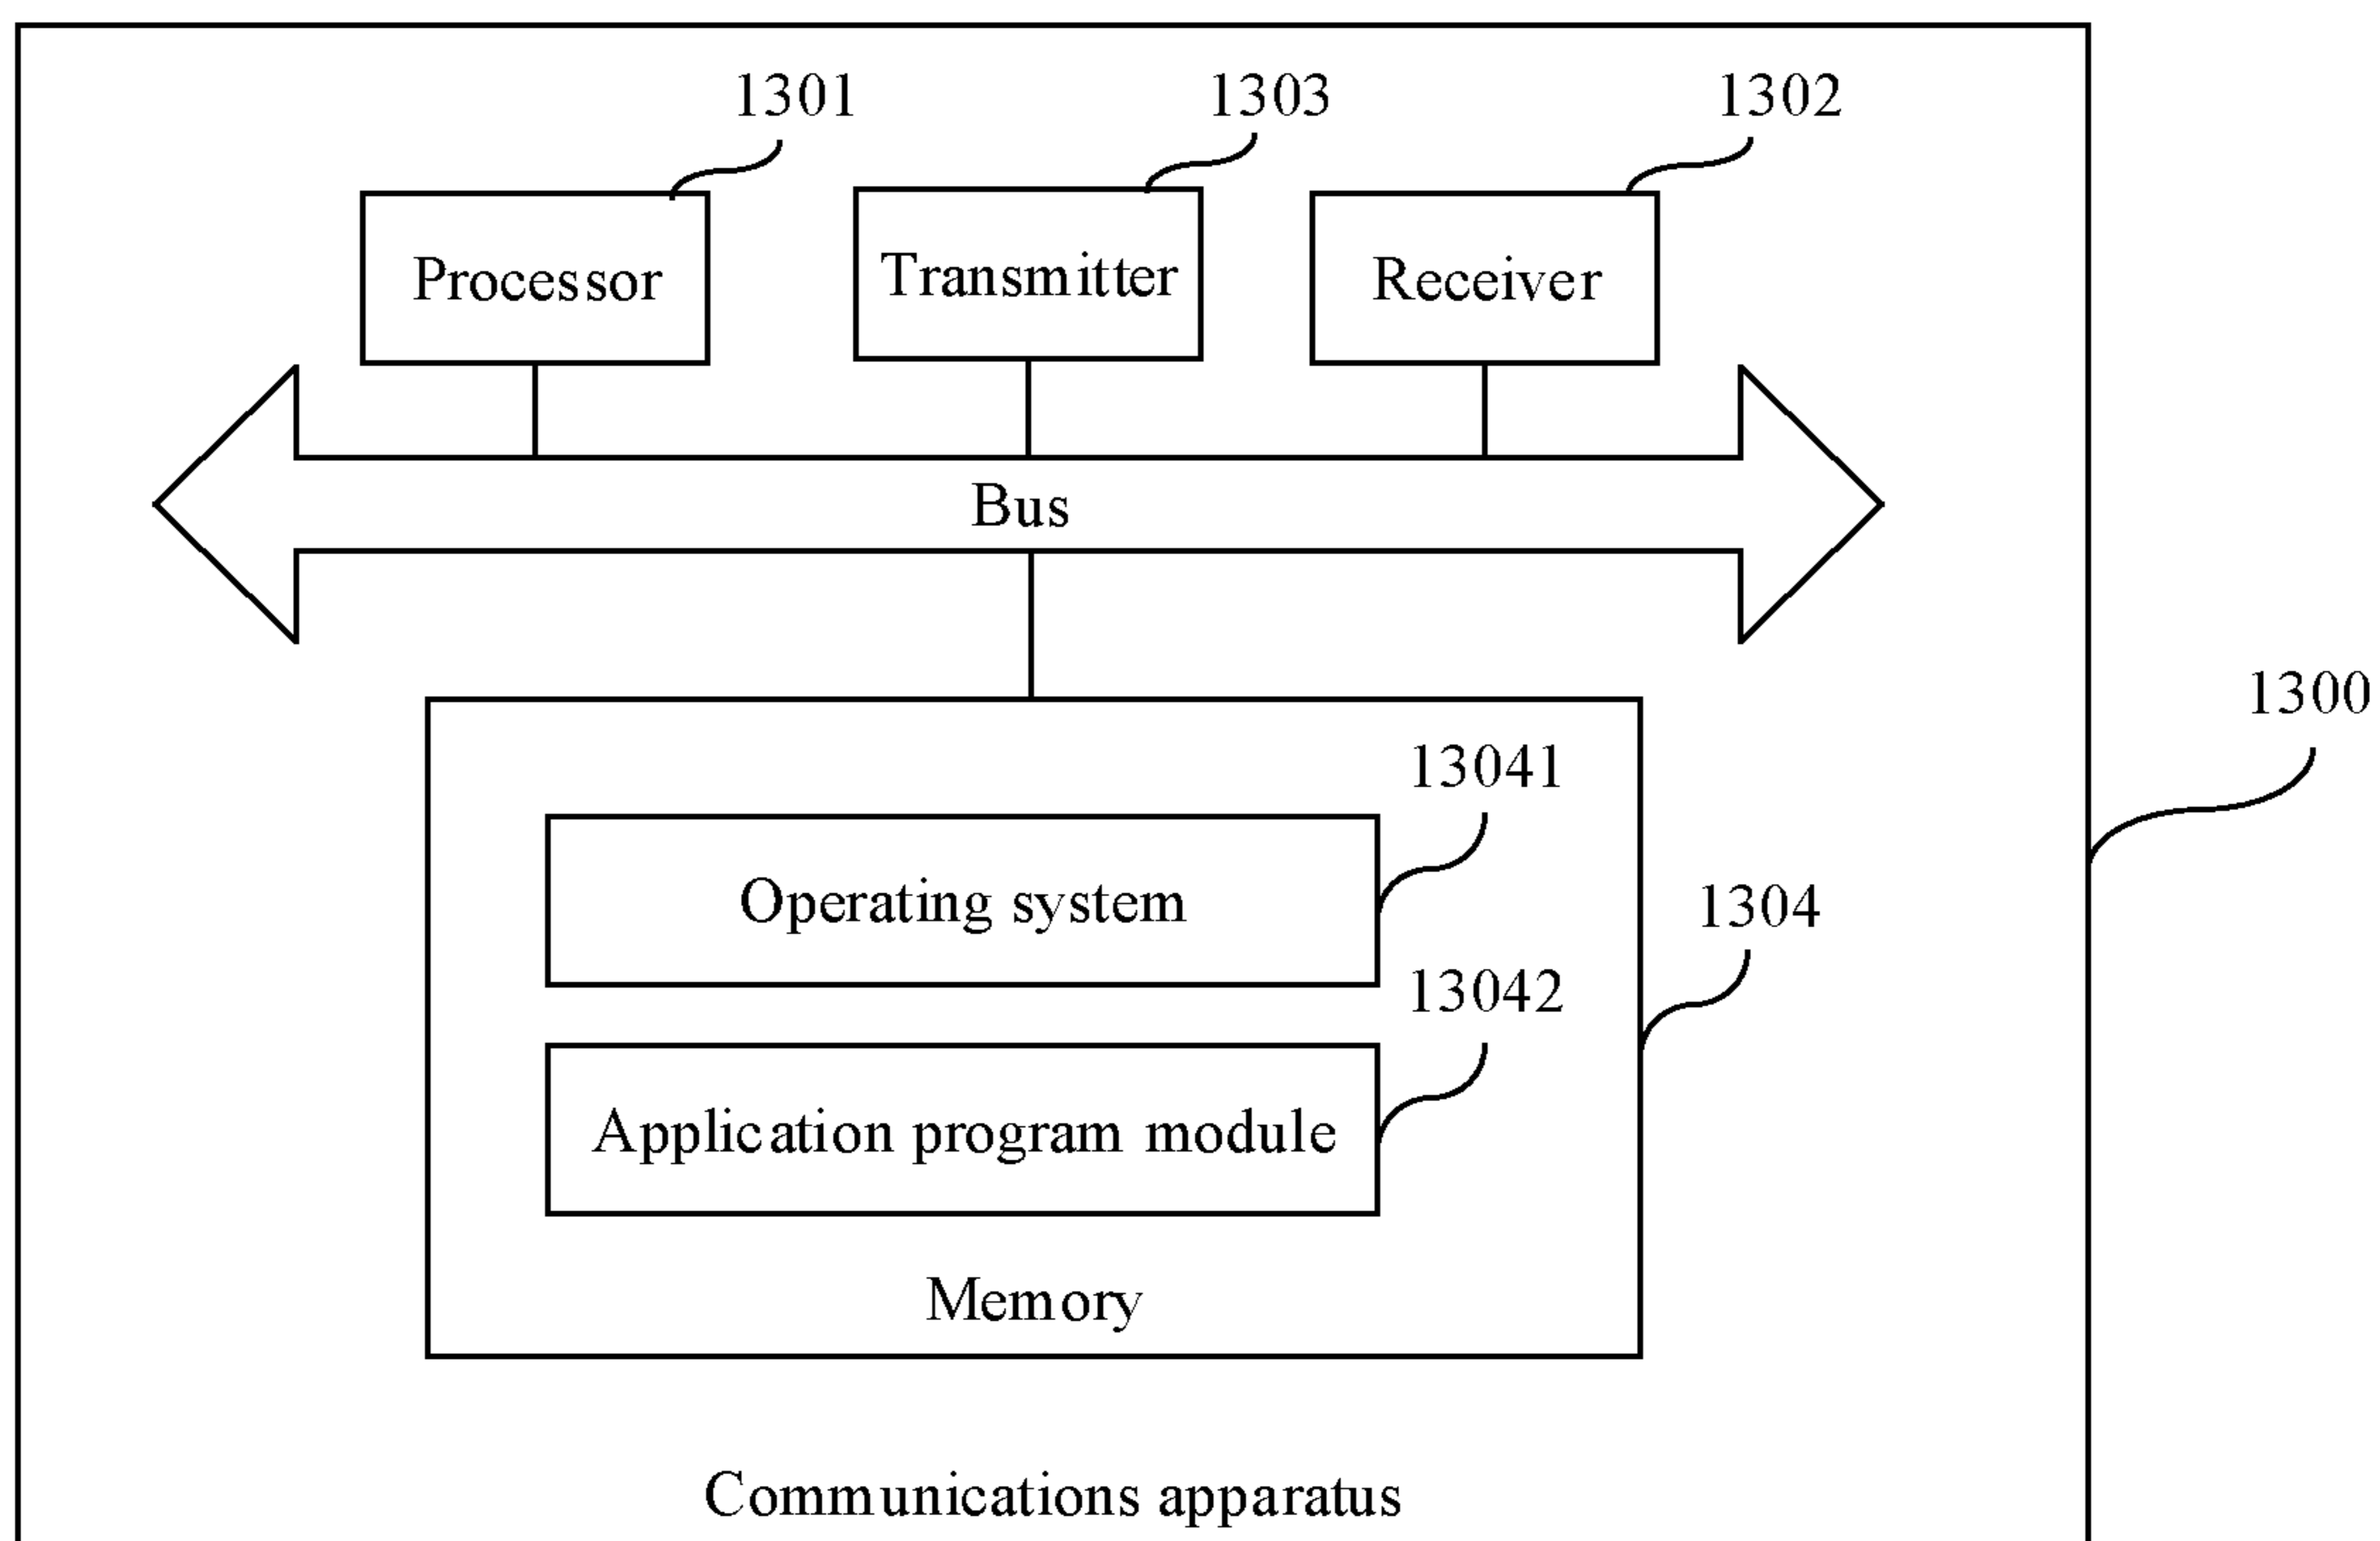 1301
1303
1302
Processor
Transmitter
Receiver
Bus
1300
13041
Operating system
1304
13042
Application program module
Memory
Communications apparatus